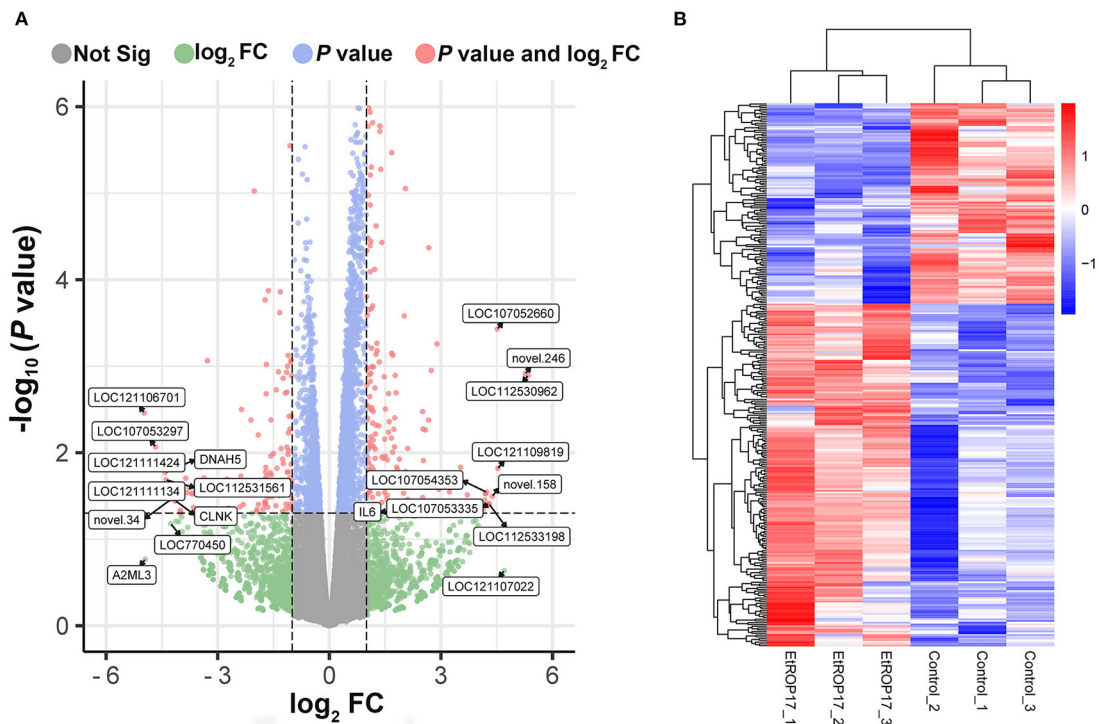 A
B
Not Sig log₂ FC P value P value and log₂ FC
-log₁₀ (P value)
6
4
2
0
-6 -3 0 3 6
log₂ FC
LOC107052660
novel.246
LOC112530962
LOC121106701
LOC107053297
LOC121111424
DNAH5
LOC121109819
LOC107054353
LOC121111134
LOC112531561
novel.158
novel.34
CLNK
IL6
LOC107053335
LOC770450
LOC112533198
A2ML3
LOC121107022
1
0
−1
EtROP17_1
EtROP17_2
EtROP17_3
Control_2
Control_1
Control_3